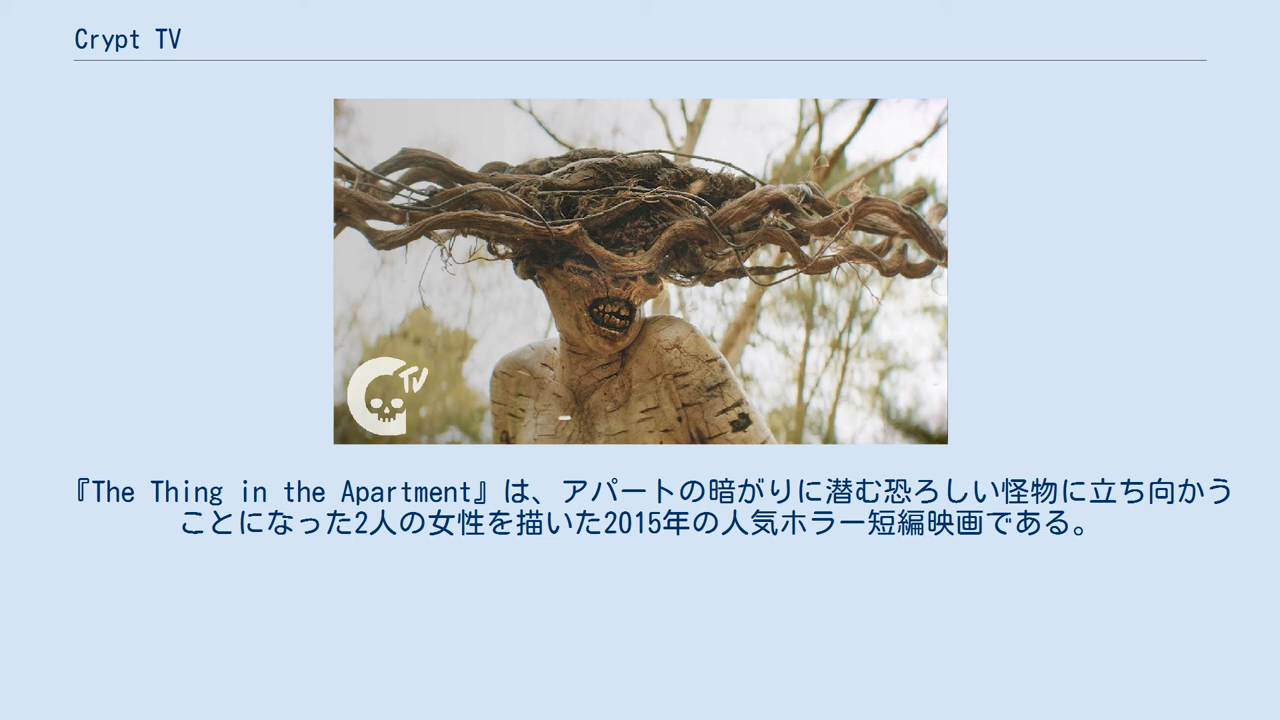 Crypt TV
TV
『The Thing in the Apartment』は、アパートの暗がりに潜む恐ろしい怪物に立ち向かう
ことになった2人の女性を描いた2015年の人気ホラー短編映画である。